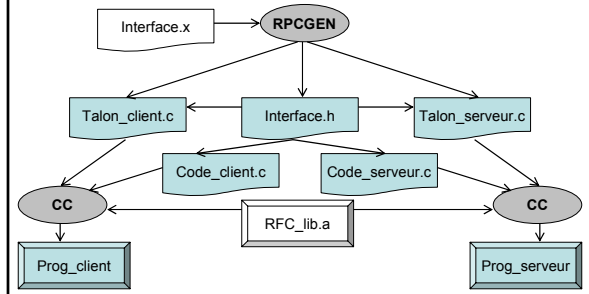 Interface.x
RPCGEN
Talon_client.c
Interface.h
Talon_serveur.c
Code_client.c
Code_serveur.c
CC
CC
RFC_lib.a
Prog_client
Prog_serveur